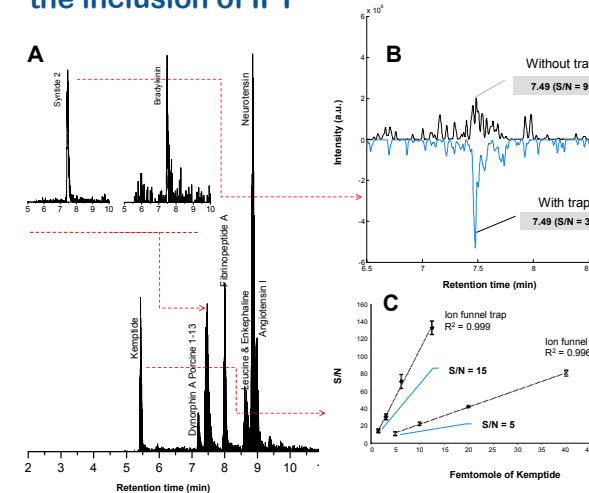 the inclusion of IFT
A
Syntide 2
Bradykinin
5 6 7 8 9 10
5 6 7 8 9 10
Kemptide
Dynorphin A Porcine 1-13
Fibrinopeptide A
Leucine & Enkephaline
Neurotensin
Angiotensin I
2 3 4 5 6 7 8 9 10
Retention time (min)
B
6
4
2
0
-2
-4
-6
Intensity (a.u.)
Without tra
7.49 (S/N = 9
With trap
7.49 (S/N = 3
6.5 7 7.5 8 8
Retention time (min)
C
160
140
120
100
80
60
40
20
0
S/N
Ion funnel trap
R² = 0.999
Ion funnel
R² = 0.996
S/N = 15
S/N = 5
0 5 10 15 20 25 30 35 40 4
Femtomole of Kemptide